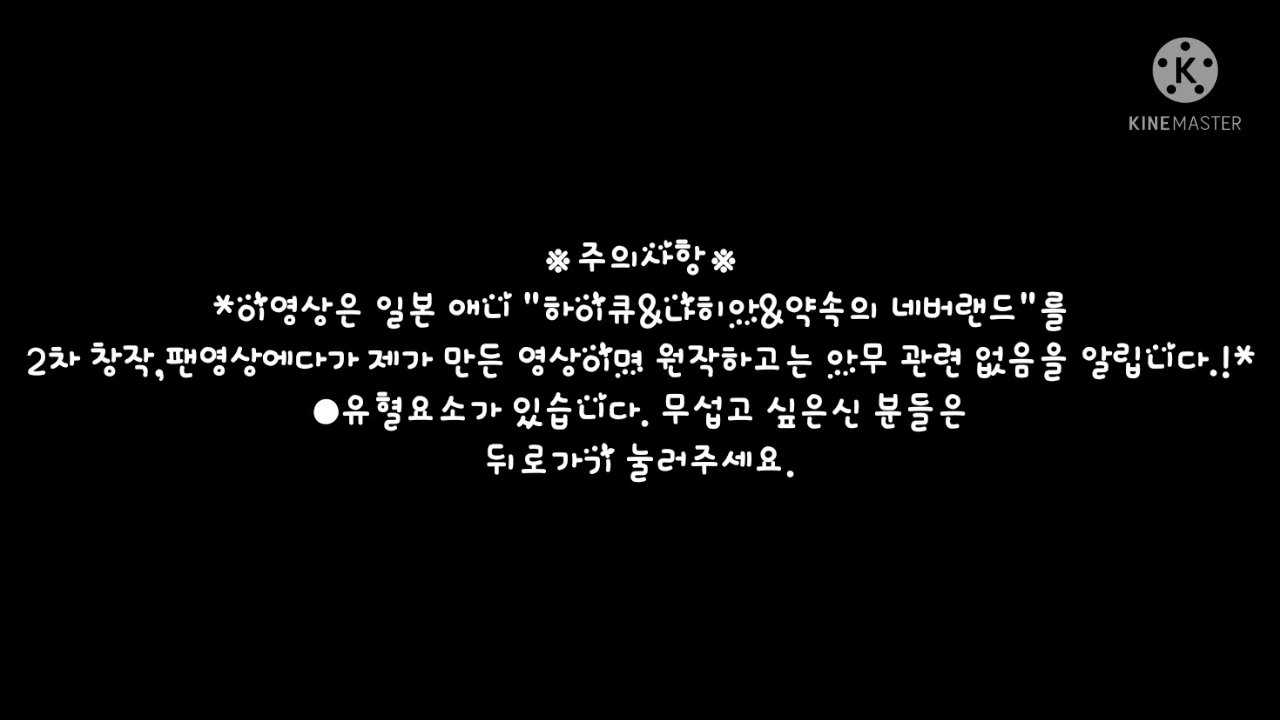 KINEMASTER
※주의사항※
*이영상은 일본 애니 "하이큐&나히아&약속의 네버랜드"를
2차 창작,팬영상에다가 제가 만든 영상이며 원작하고는 아무 관련 없음을 알립니다.!*
●유혈요소가 있습니다. 무섭고 싶은신 분들은
뒤로가기 눌러주세요.